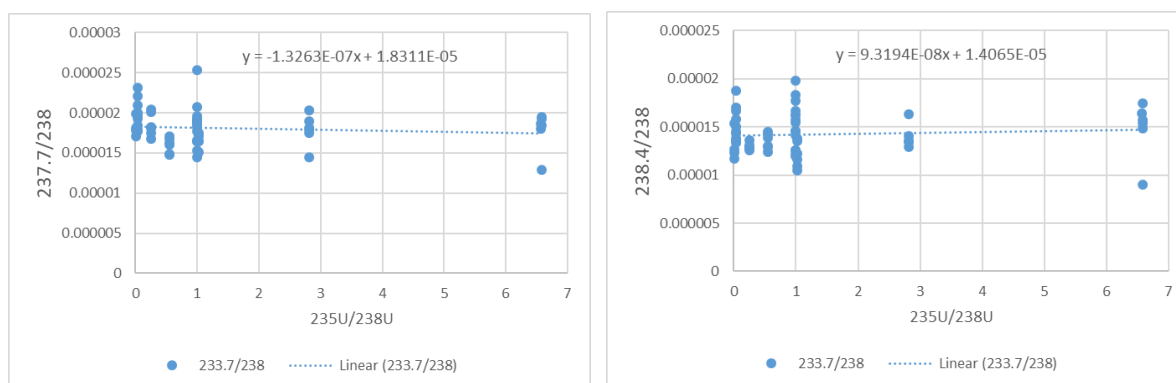 0.00003
0.000025
0.00002
0.000015
0.00001
0.000005
0
237.7/238
y = -1.3263E-07x + 1.8311E-05
0 1 2 3 4 5 6 7
235U/238U
233.7/238 Linear (233.7/238)
0.000025
0.00002
0.000015
0.00001
0.000005
0
238.4/238
y = 9.3194E-08x + 1.4065E-05
0 1 2 3 4 5 6 7
235U/238U
233.7/238 Linear (233.7/238)